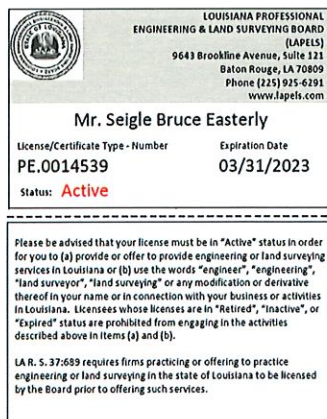 LOUISIANA PROFESSIONAL
ENGINEERING & LAND SURVEYING BOARD
(LAPELS)
9643 Brookline Avenue, Suite 121
Baton Rouge, LA 70809
Phone (225) 925-6291
www.lapels.com
Mr. Seigle Bruce Easterly
License/Certificate Type - Number Expiration Date
PE.0014539 03/31/2023
Status: Active
Please be advised that your license must be in "Active" status in order
for you to (a) provide or offer to provide engineering or land surveying
services in Louisiana or (b) use the words "engineer", "engineering",
"land surveyor", "land surveying" or any modification or derivative
thereof in your name or in connection with your business or activities
in Louisiana. Licensees whose licenses are in "Retired", "Inactive", or
"Expired" status are prohibited from engaging in the activities
described above in items (a) and (b).
LA R. S. 37:689 requires firms practicing or offering to practice
engineering or land surveying in the state of Louisiana to be licensed
by the Board prior to offering such services.